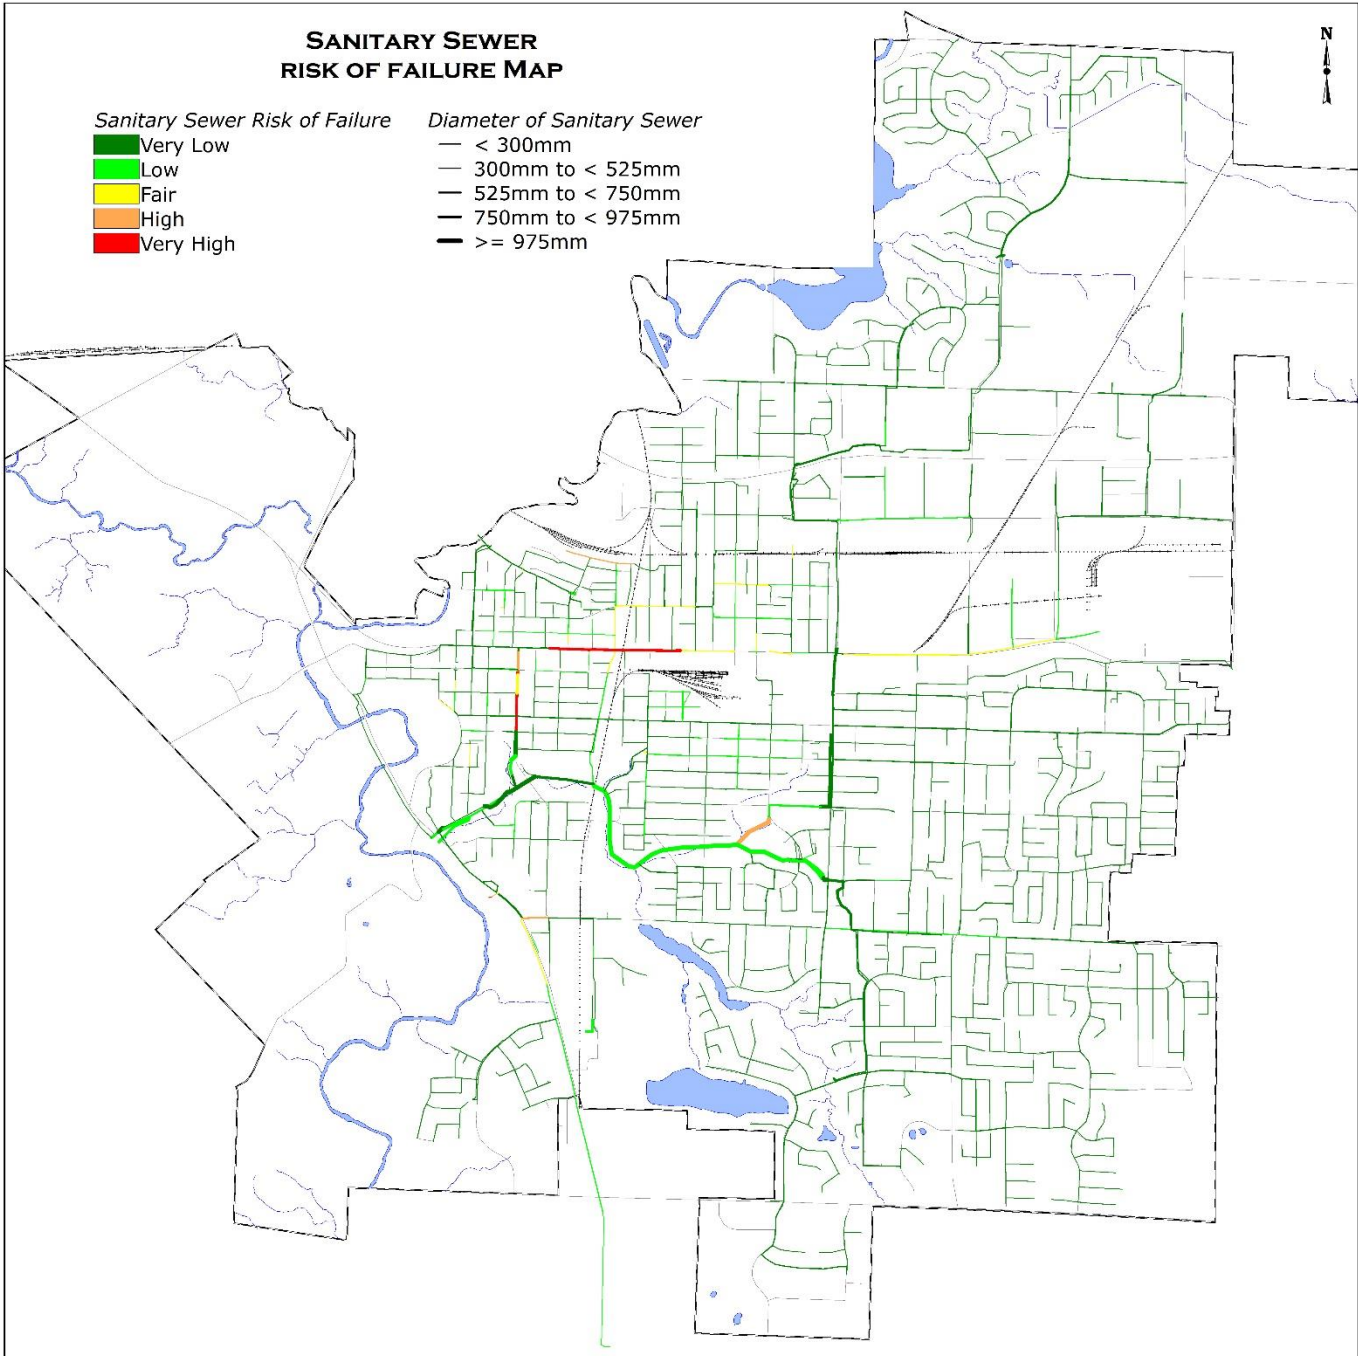 SANITARY SEWER
RISK OF FAILURE MAP
N
Sanitary Sewer Risk of Failure
Very Low
Low
Fair
High
Very High
Diameter of Sanitary Sewer
< 300mm
300mm to < 525mm
525mm to < 750mm
750mm to < 975mm
>= 975mm